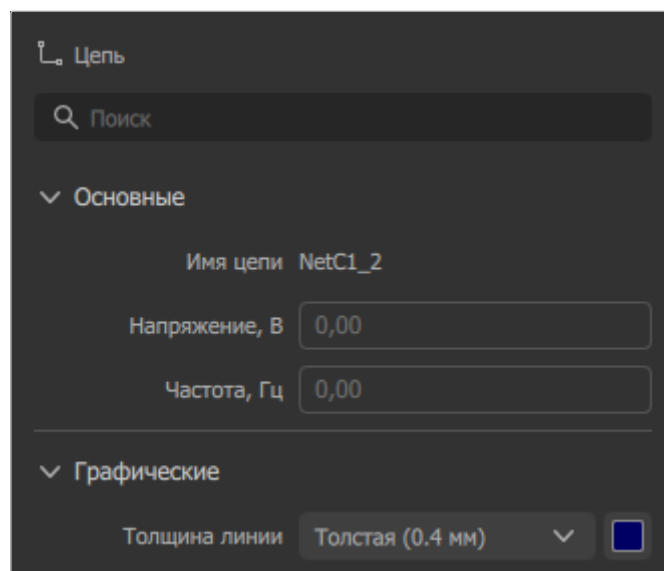 Цепь
Поиск
Основные
Имя цепи NetC1_2
Напряжение, В 0,00
Частота, Гц 0,00
Графические
Толщина линии Толстая (0.4 мм)